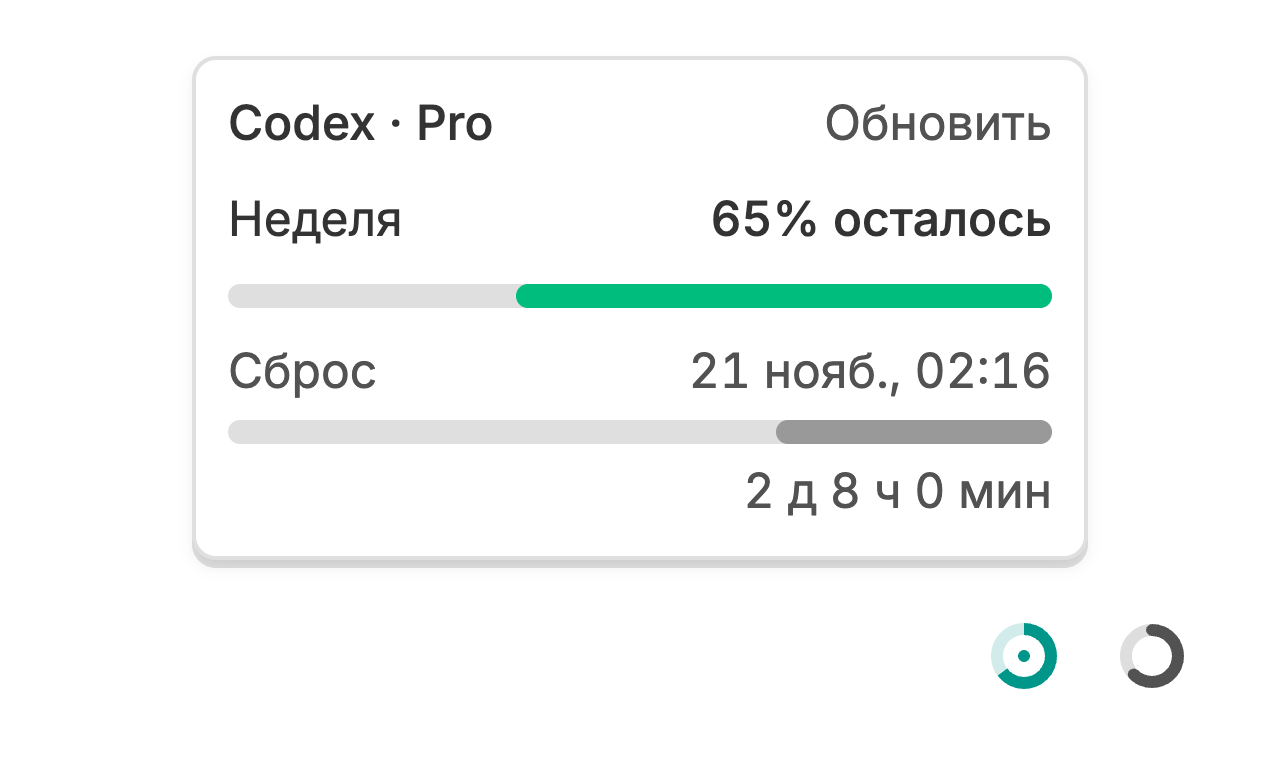 Codex · Pro Обновить
Неделя 65% осталось
Сброс 21 нояб., 02:16
2 д 8 ч 0 мин